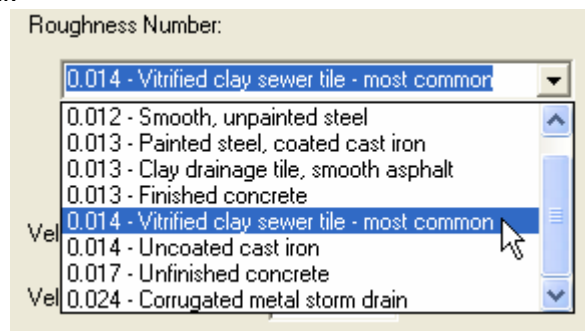 Roughness Number:
0.014 - Vitrified clay sewer tile - most common
0.012 - Smooth, unpainted steel
0.013 - Painted steel, coated cast iron
0.013 - Clay drainage tile, smooth asphalt
0.013 - Finished concrete
0.014 - Vitrified clay sewer tile - most common
Vel
0.014 - Uncoated cast iron
0.017 - Unfinished concrete
Vel 0.024 - Corrugated metal storm drain